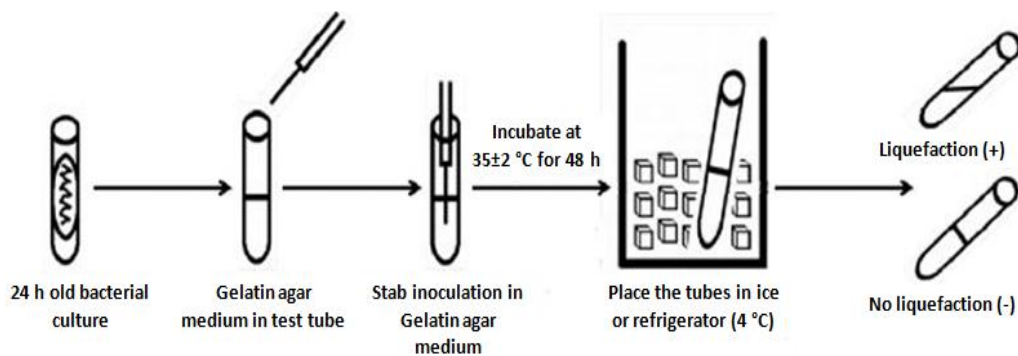 24 h old bacterial
culture
Gelatin agar
medium in test tube
Stab inoculation in
Gelatin agar
medium
Incubate at
35±2 °C for 48 h
Place the tubes in ice
or refrigerator (4 °C)
Liquefaction (+)
No liquefaction (-)